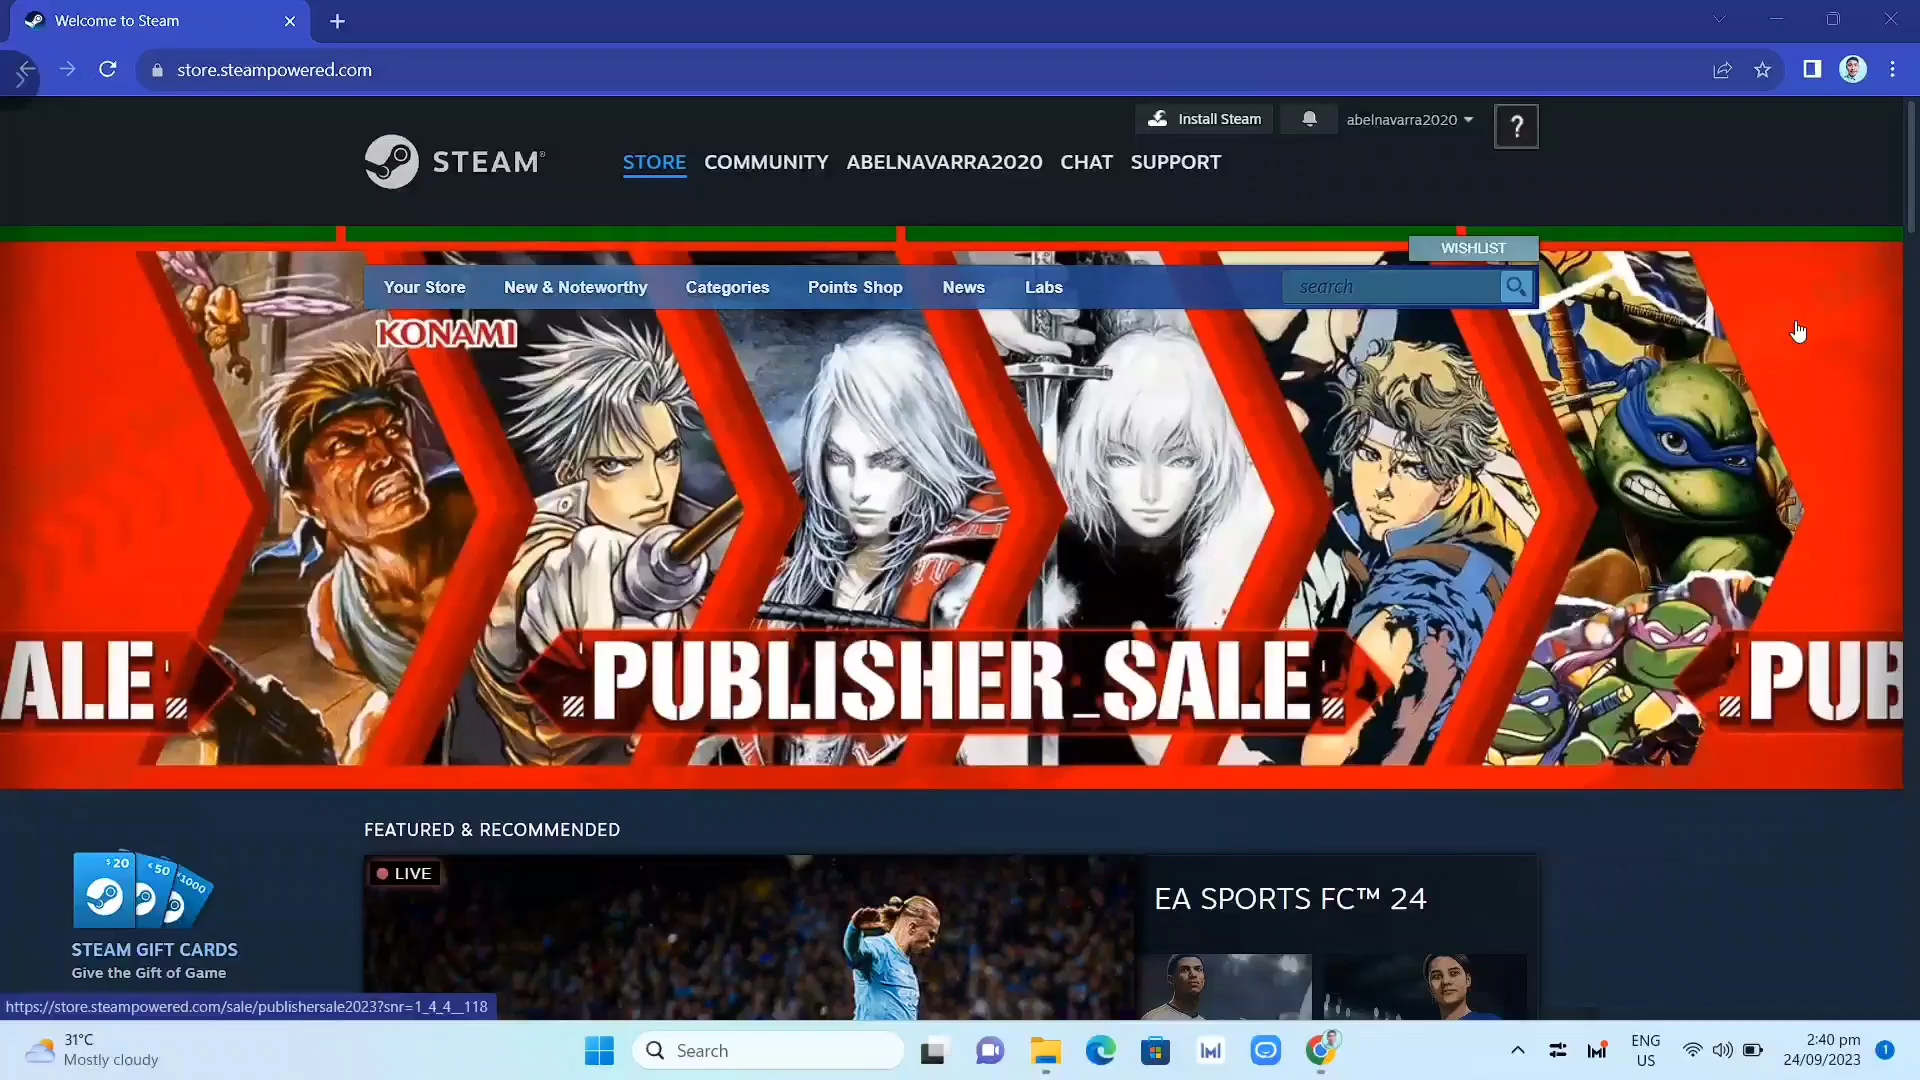 Welcome to Steam
store.steampowered.com
Install Steam
abelnavarra2020
?
STEAM®
STORE
COMMUNITY
ABELNAVARRA2020
CHAT
SUPPORT
WISHLIST
Your Store
New & Noteworthy
Categories
Points Shop
News
Labs
search
KONAMI
ALE
PUBLISHER_SALE
PUB
FEATURED & RECOMMENDED
LIVE
EA SPORTS FC™ 24
$20
€50
¥1000
STEAM GIFT CARDS
Give the Gift of Game
https://store.steampowered.com/sale/publishersale2023?snr=1_4_4__118
31°C
Mostly cloudy
Search
ENG
US
2:40 pm
24/09/2023
1